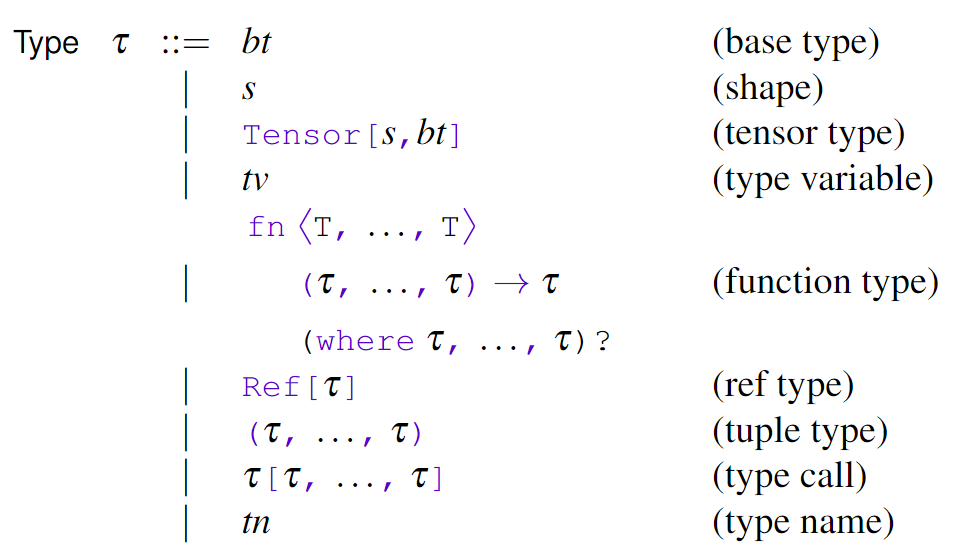 Type τ ::= bt (base type)
| s (shape)
| Tensor[s,bt] (tensor type)
| tv (type variable)
fn ⟨T, ..., T⟩
| (τ, ..., τ) → τ (function type)
(where τ, ..., τ)?
| Ref[τ] (ref type)
| (τ, ..., τ) (tuple type)
| τ[τ, ..., τ] (type call)
| tn (type name)